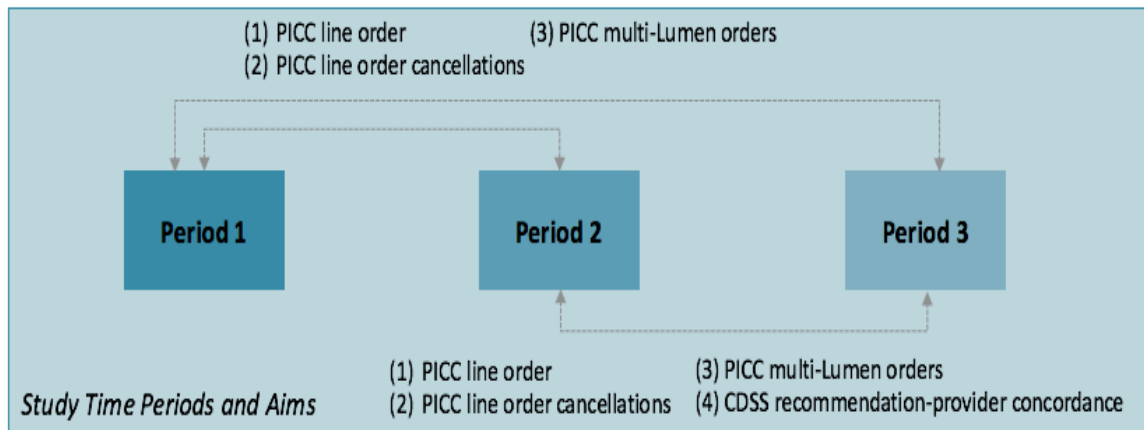 (1) PICC line order (3) PICC multi-Lumen orders
(2) PICC line order cancellations
Period 1 Period 2 Period 3
(1) PICC line order (3) PICC multi-Lumen orders
Study Time Periods and Aims (2) PICC line order cancellations (4) CDSS recommendation-provider concordance